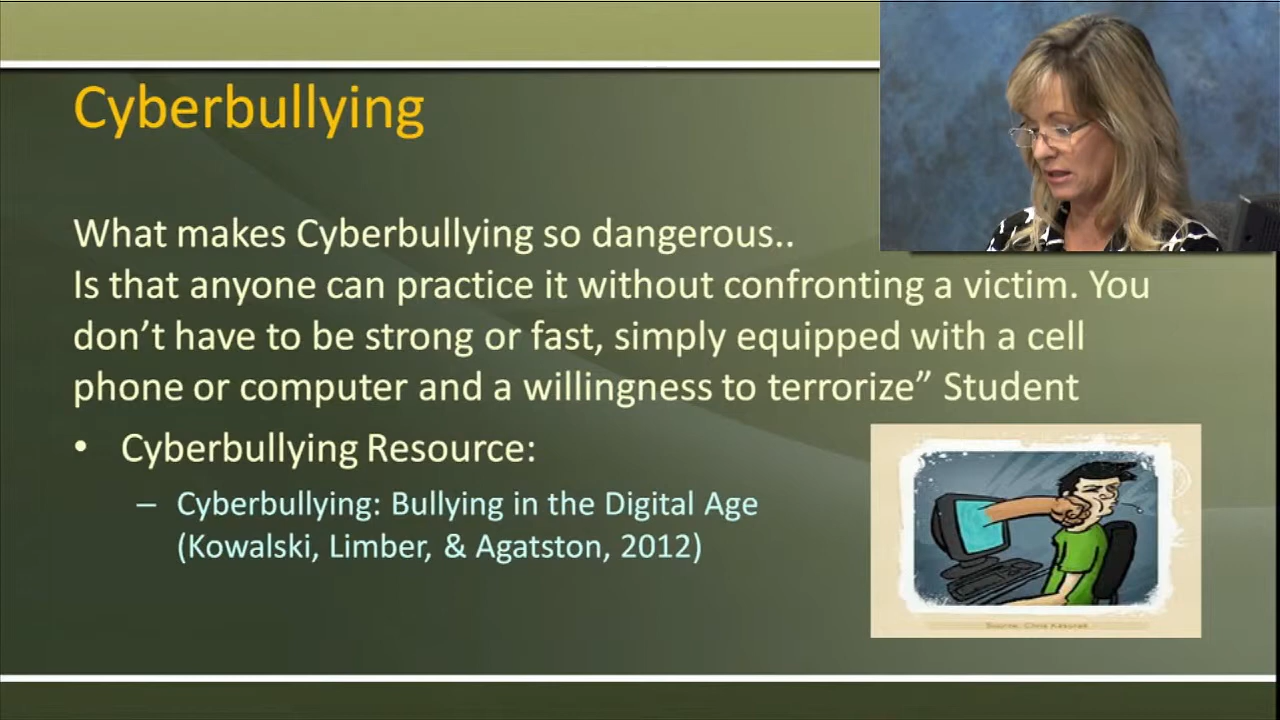 Cyberbullying
What makes Cyberbullying so dangerous..
Is that anyone can practice it without confronting a victim. You
don’t have to be strong or fast, simply equipped with a cell
phone or computer and a willingness to terrorize” Student
• Cyberbullying Resource:
– Cyberbullying: Bullying in the Digital Age
(Kowalski, Limber, & Agatston, 2012)
Source: Chris